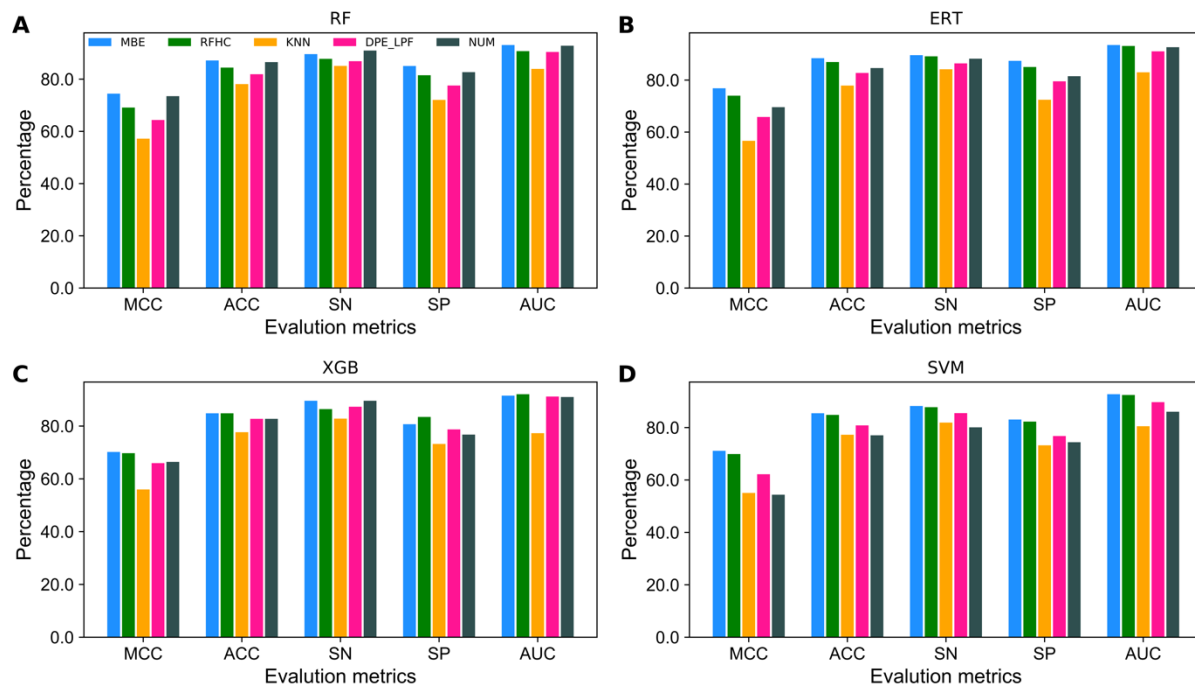 A
RF
MBE RFHC KNN DPE_LPF NUM
Percentage
80.0
60.0
40.0
20.0
0.0
MCC ACC SN SP AUC
Evalution metrics
B
ERT
Percentage
80.0
60.0
40.0
20.0
0.0
MCC ACC SN SP AUC
Evalution metrics
C
XGB
Percentage
80.0
60.0
40.0
20.0
0.0
MCC ACC SN SP AUC
Evalution metrics
D
SVM
Percentage
80.0
60.0
40.0
20.0
0.0
MCC ACC SN SP AUC
Evalution metrics